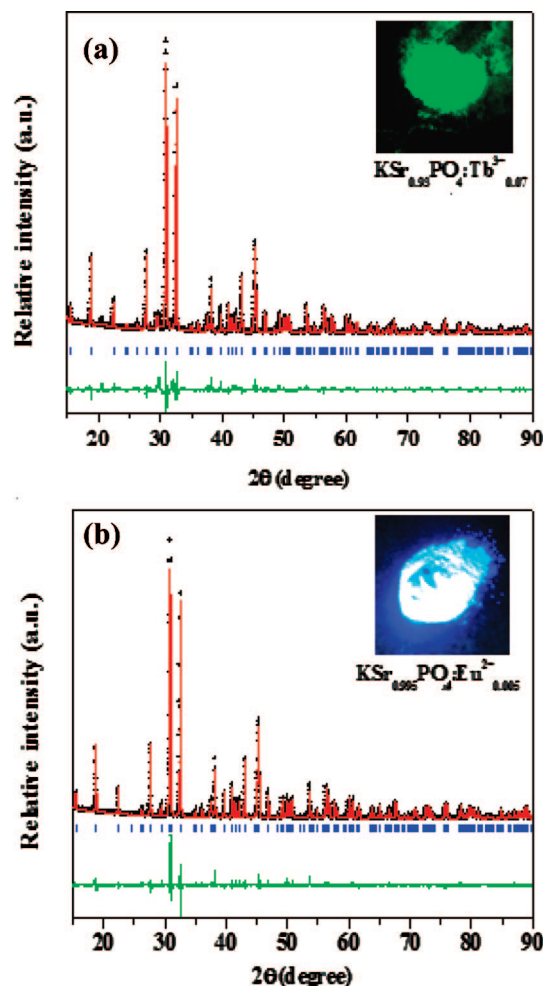 (a)
KSr₀.₉₃PO₄:Tb³⁻₀.₀₇
Relative intensity (a.u.)
20 30 40 50 60 70 80 90
2θ (degree)
(b)
KSr₀.₉₉₅PO₄:Eu²⁻₀.₀₀₅
Relative intensity (a.u.)
20 30 40 50 60 70 80 90
2θ (degree)